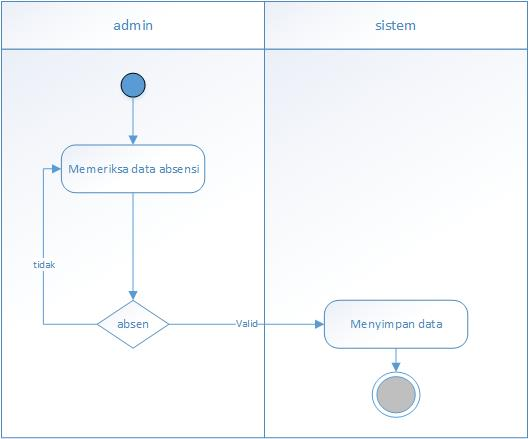 admin
sistem
Memeriksa data absensi
tidak
absen
Valid
Menyimpan data